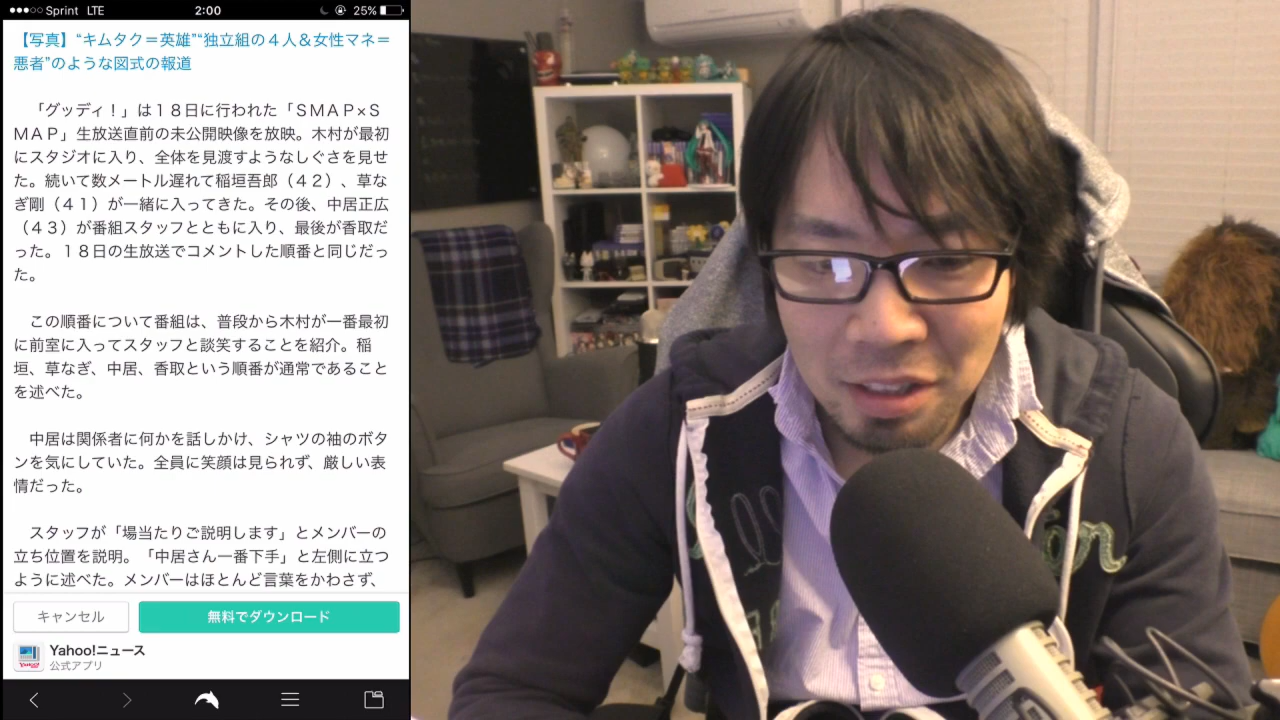 Sprint LTE 2:00 25%
【写真】“キムタク＝英雄”“独立組の４人＆女性マネ＝
悪者”のような図式の報道
「グッディ！」は１８日に行われた「ＳＭＡＰ×Ｓ
ＭＡＰ」生放送直前の未公開映像を放映。木村が最初
にスタジオに入り、全体を見渡すようなしぐさを見せ
た。続いて数メートル遅れて稲垣吾郎（４２）、草な
ぎ剛（４１）が一緒に入ってきた。その後、中居正広
（４３）が番組スタッフとともに入り、最後が香取だ
った。１８日の生放送でコメントした順番と同じだっ
た。
この順番について番組は、普段から木村が一番最初
に前室に入ってスタッフと談笑することを紹介。稲
垣、草なぎ、中居、香取という順番が通常であること
を述べた。
中居は関係者に何かを話しかけ、シャツの袖のボタ
ンを気にしていた。全員に笑顔は見られず、厳しい表
情だった。
スタッフが「場当たりご説明します」とメンバーの
立ち位置を説明。「中居さん一番下手」と左側に立つ
ように述べた。メンバーはほとんど言葉をかわさず、
キャンセル
無料でダウンロード
Yahoo!ニュース
公式アプリ